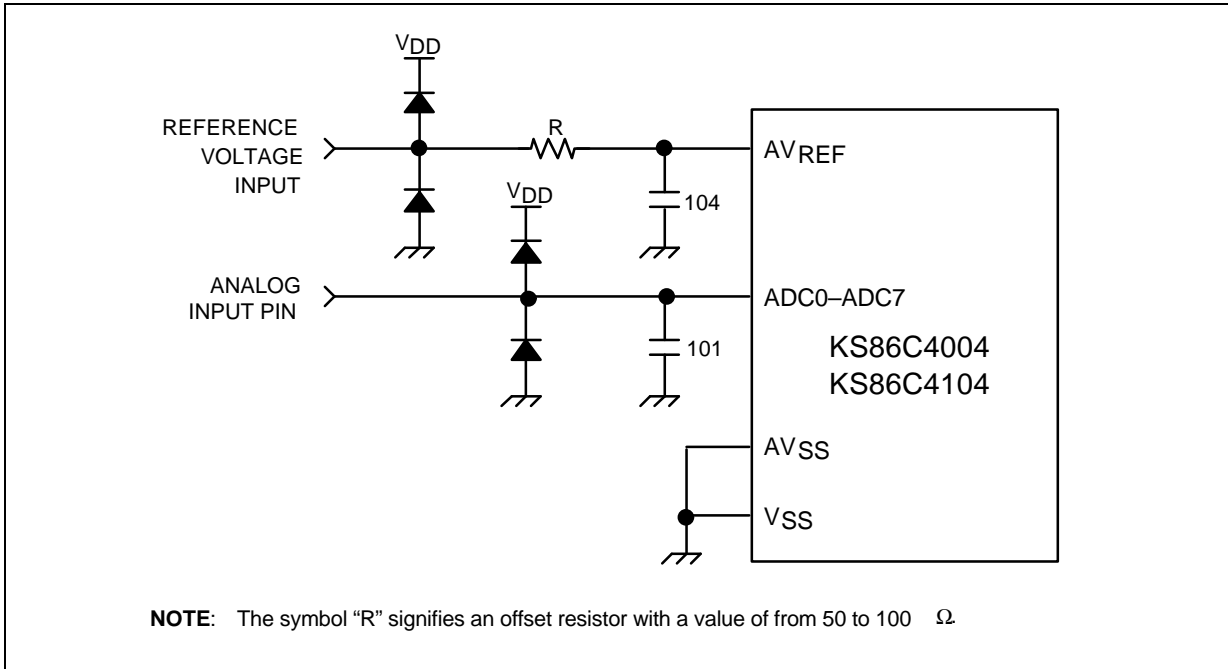 VDD
REFERENCE
VOLTAGE
INPUT
R
AVREF
104
VDD
ANALOG
INPUT PIN
ADC0–ADC7
101
KS86C4004
KS86C4104
AVSS
VSS
NOTE: The symbol “R” signifies an offset resistor with a value of from 50 to 100 Ω.